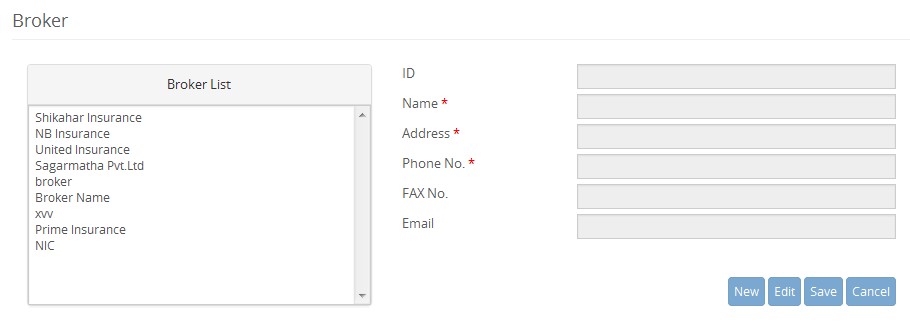 Broker
Broker List
Shikahar Insurance
NB Insurance
United Insurance
Sagarmatha Pvt.Ltd
broker
Broker Name
xvv
Prime Insurance
NIC
ID
Name *
Address *
Phone No. *
FAX No.
Email
New Edit Save Cancel